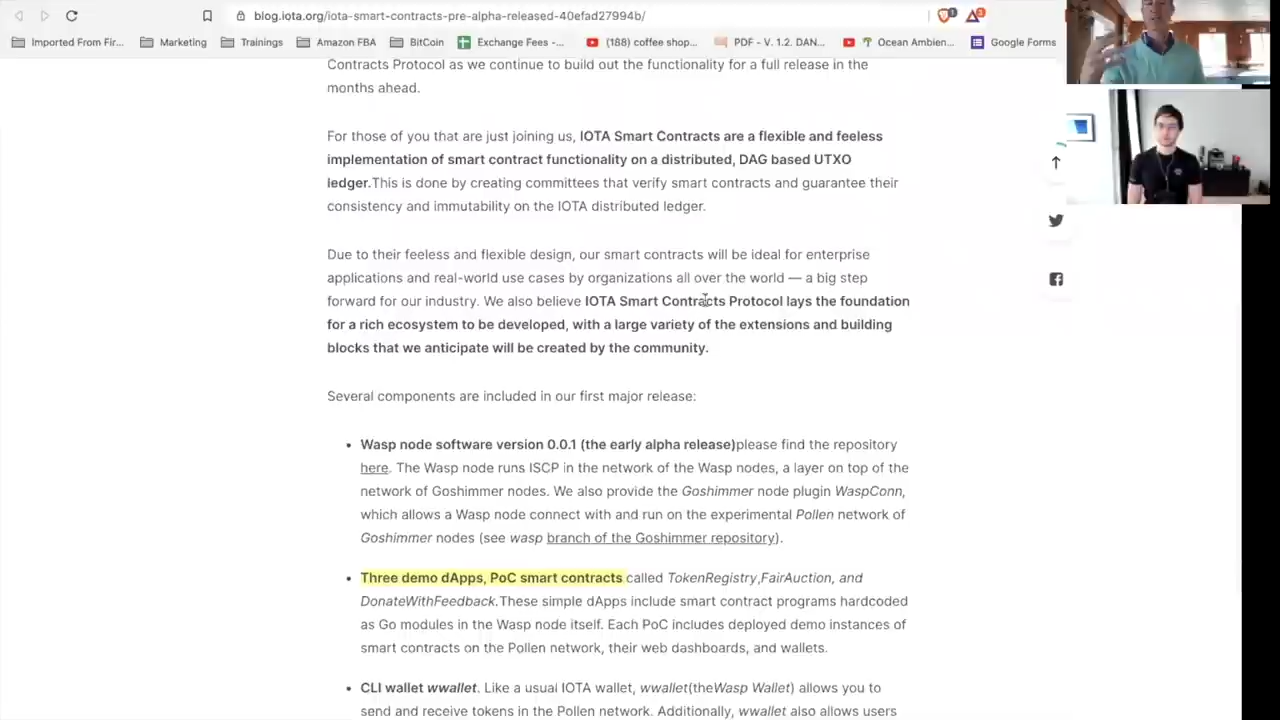 blog.iota.org/iota-smart-contracts-pre-alpha-released-40efad27994b/
Imported From Fir...
Marketing
Trainings
Amazon FBA
BitCoin
Exchange Fees -...
(188) coffee shop...
PDF - V. 1.2. DAN...
Ocean Ambien...
Google Forms
Contracts Protocol as we continue to build out the functionality for a full release in the
months ahead.
For those of you that are just joining us, IOTA Smart Contracts are a flexible and feeless
implementation of smart contract functionality on a distributed, DAG based UTXO
ledger.This is done by creating committees that verify smart contracts and guarantee their
consistency and immutability on the IOTA distributed ledger.
Due to their feeless and flexible design, our smart contracts will be ideal for enterprise
applications and real-world use cases by organizations all over the world — a big step
forward for our industry. We also believe IOTA Smart Contracts Protocol lays the foundation
for a rich ecosystem to be developed, with a large variety of the extensions and building
blocks that we anticipate will be created by the community.
Several components are included in our first major release:
• Wasp node software version 0.0.1 (the early alpha release)please find the repository
here. The Wasp node runs ISCP in the network of the Wasp nodes, a layer on top of the
network of Goshimmer nodes. We also provide the Goshimmer node plugin WaspConn,
which allows a Wasp node connect with and run on the experimental Pollen network of
Goshimmer nodes (see wasp branch of the Goshimmer repository).
• Three demo dApps, PoC smart contracts called TokenRegistry,FairAuction, and
DonateWithFeedback.These simple dApps include smart contract programs hardcoded
as Go modules in the Wasp node itself. Each PoC includes deployed demo instances of
smart contracts on the Pollen network, their web dashboards, and wallets.
• CLI wallet wwallet. Like a usual IOTA wallet, wwallet(theWasp Wallet) allows you to
send and receive tokens in the Pollen network. Additionally, wwallet also allows users